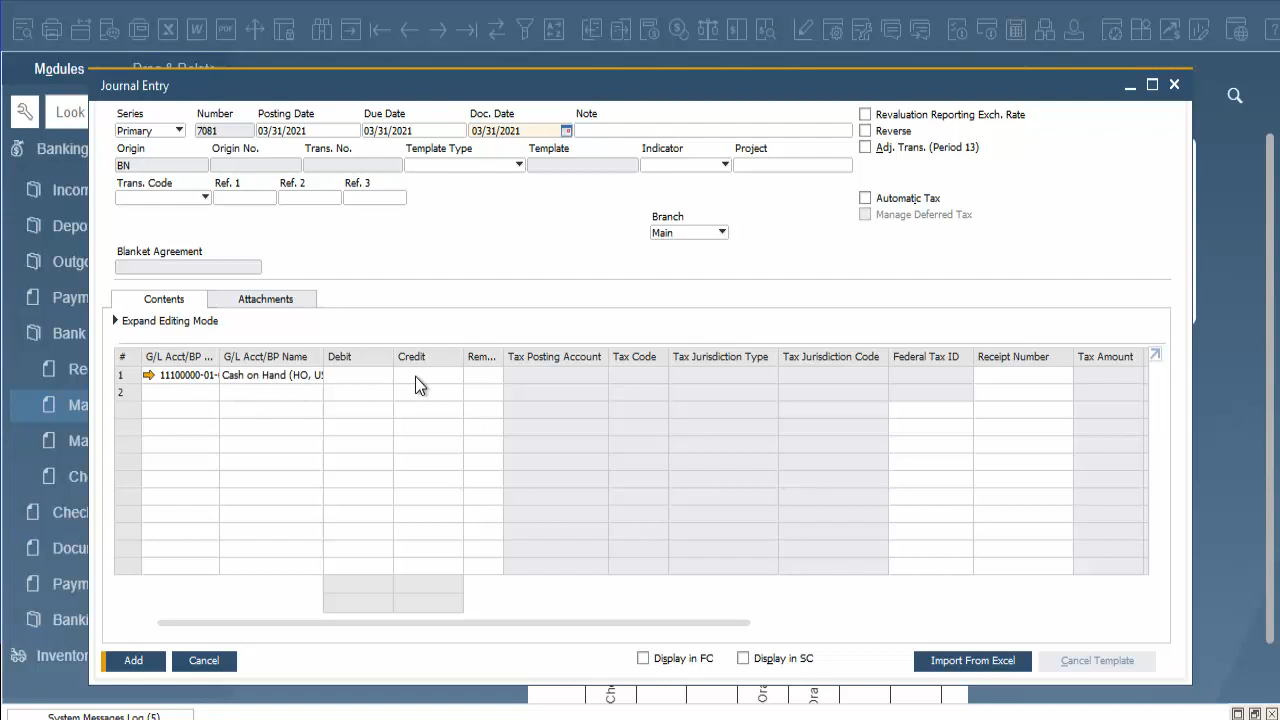 Modules
Look
Banking
Incom
Depo
Outgo
Paym
Bank
Re
Ma
Ma
Ch
Chec
Docu
Paym
Banki
Inventor
Journal Entry
Series Number Posting Date Due Date Doc. Date Note
Primary 7081 03/31/2021 03/31/2021 03/31/2021
Origin Origin No. Trans. No. Template Type Template Indicator Project
BN
Trans. Code Ref. 1 Ref. 2 Ref. 3
Revaluation Reporting Exch. Rate
Reverse
Adj. Trans. (Period 13)
Automatic Tax
Manage Deferred Tax
Branch
Main
Blanket Agreement
Contents Attachments
Expand Editing Mode
# G/L Acct/BP ... G/L Acct/BP Name Debit Credit Rem... Tax Posting Account Tax Code Tax Jurisdiction Type Tax Jurisdiction Code Federal Tax ID Receipt Number Tax Amount
1 11100000-01- Cash on Hand (HO, US
2
Display in FC Display in SC
Add Cancel Import From Excel Cancel Template
Ch Ora Ora
System Messages Log (5)